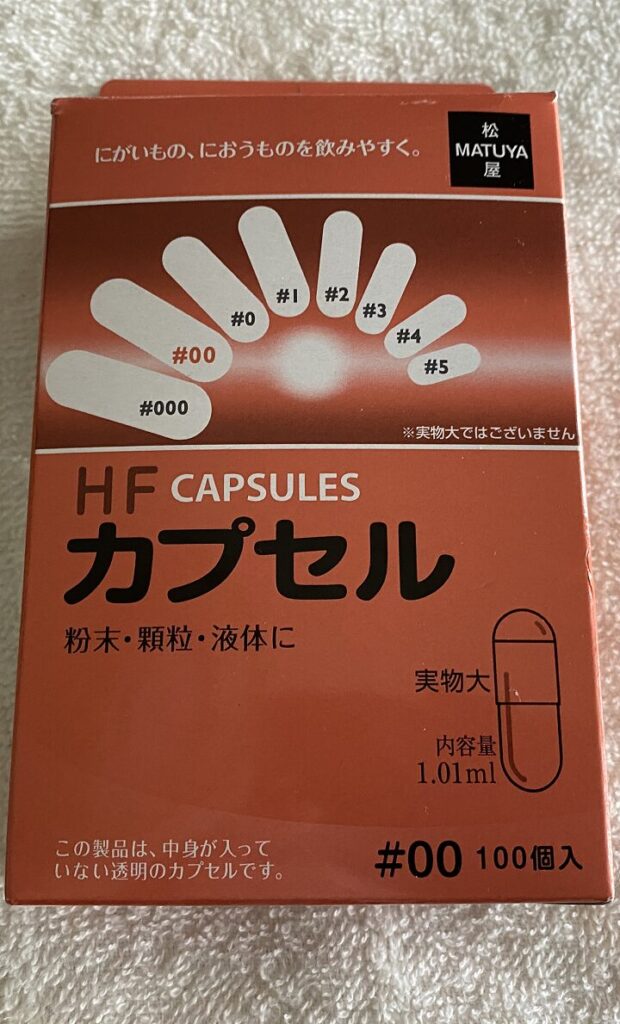 にがいもの、におうものを飲みやすく。
松
MATUYA
屋
#000
#00
#0
#1
#2
#3
#4
#5
※実物大ではございません
HF CAPSULES
カプセル
粉末・顆粒・液体に
実物大
内容量
1.01ml
この製品は、中身が入って
いない透明のカプセルです。
#00 100個入